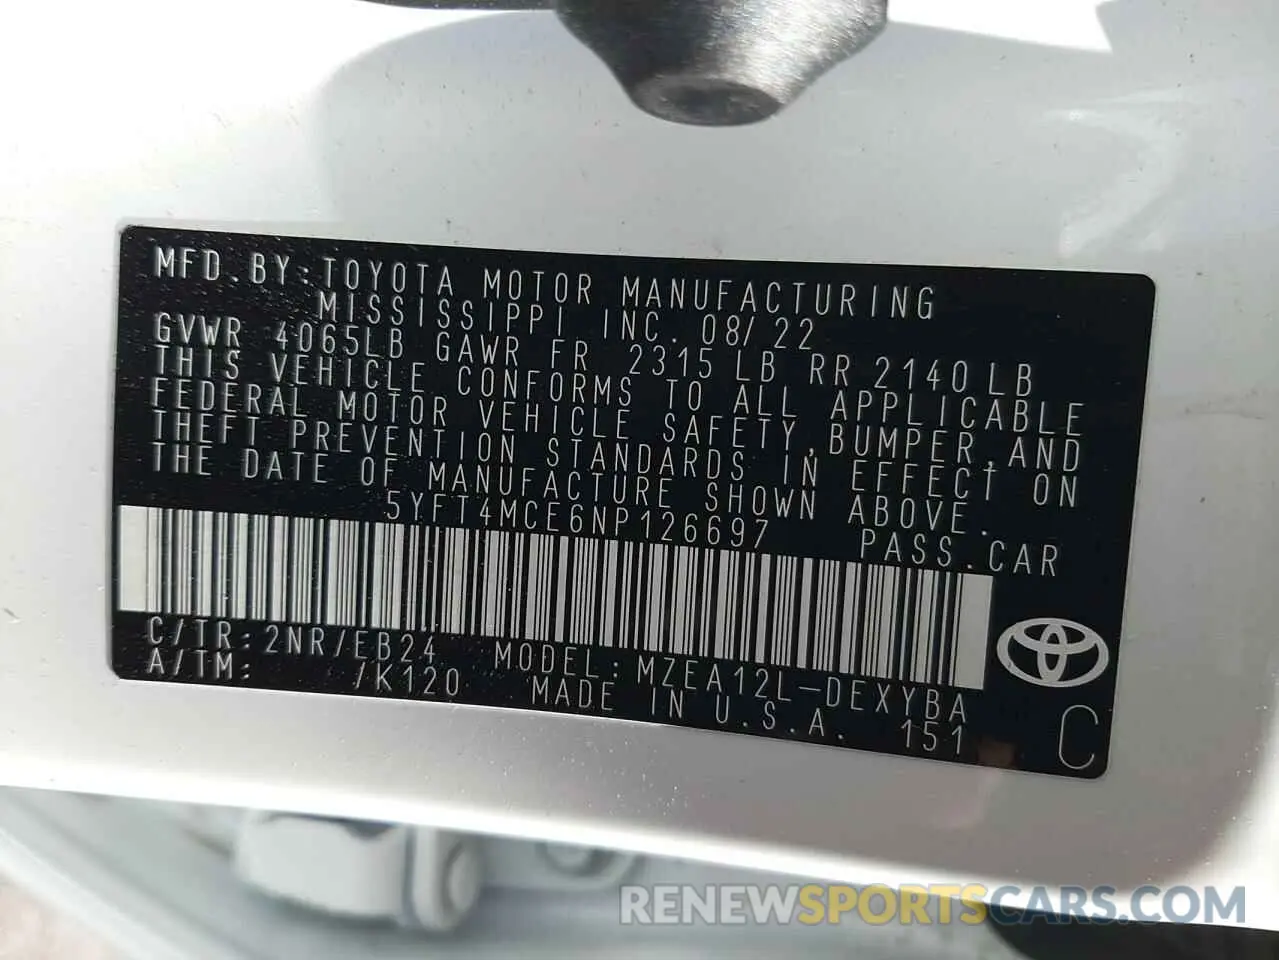 MFD.BY:TOYOTA MOTOR MANUFACTURING
MISSISSIPPI INC. 08/22
GVWR 4065LB GAWR FR 2315 LB RR 2140 LB
THIS VEHICLE CONFORMS TO ALL APPLICABLE
FEDERAL MOTOR VEHICLE SAFETY,BUMPER,AND
THEFT PREVENTION STANDARDS IN EFFECT ON
THE DATE OF MANUFACTURE SHOWN ABOVE.
5YFT4MCE6NP126697 PASS.CAR
C/TR:2NR/EB24 MODEL:MZEA12L-DEXYBA
A/TM: /K120 MADE IN U.S.A. 151
C
RENEWSPORTSCARS.COM